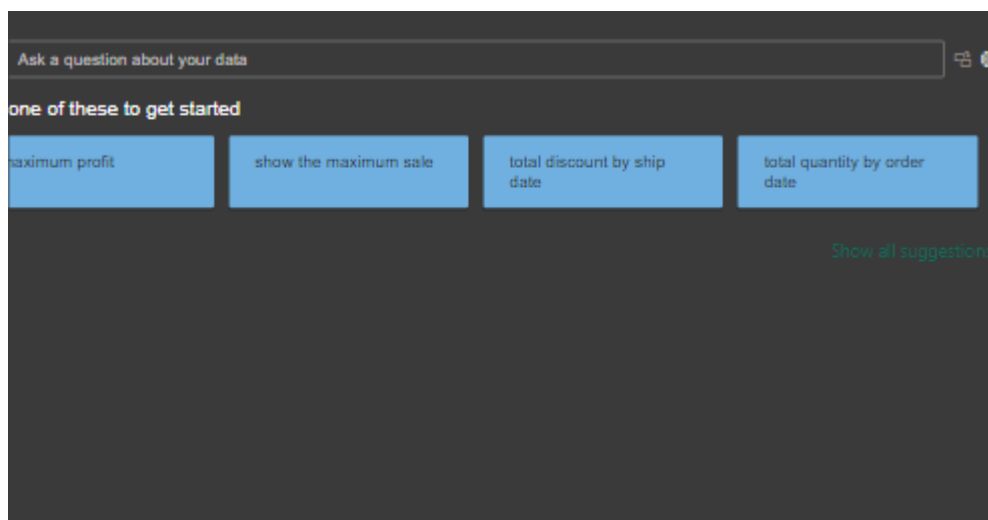 Ask a question about your data
one of these to get started
aximum profit
show the maximum sale
total discount by ship
date
total quantity by order
date
Show all suggestion